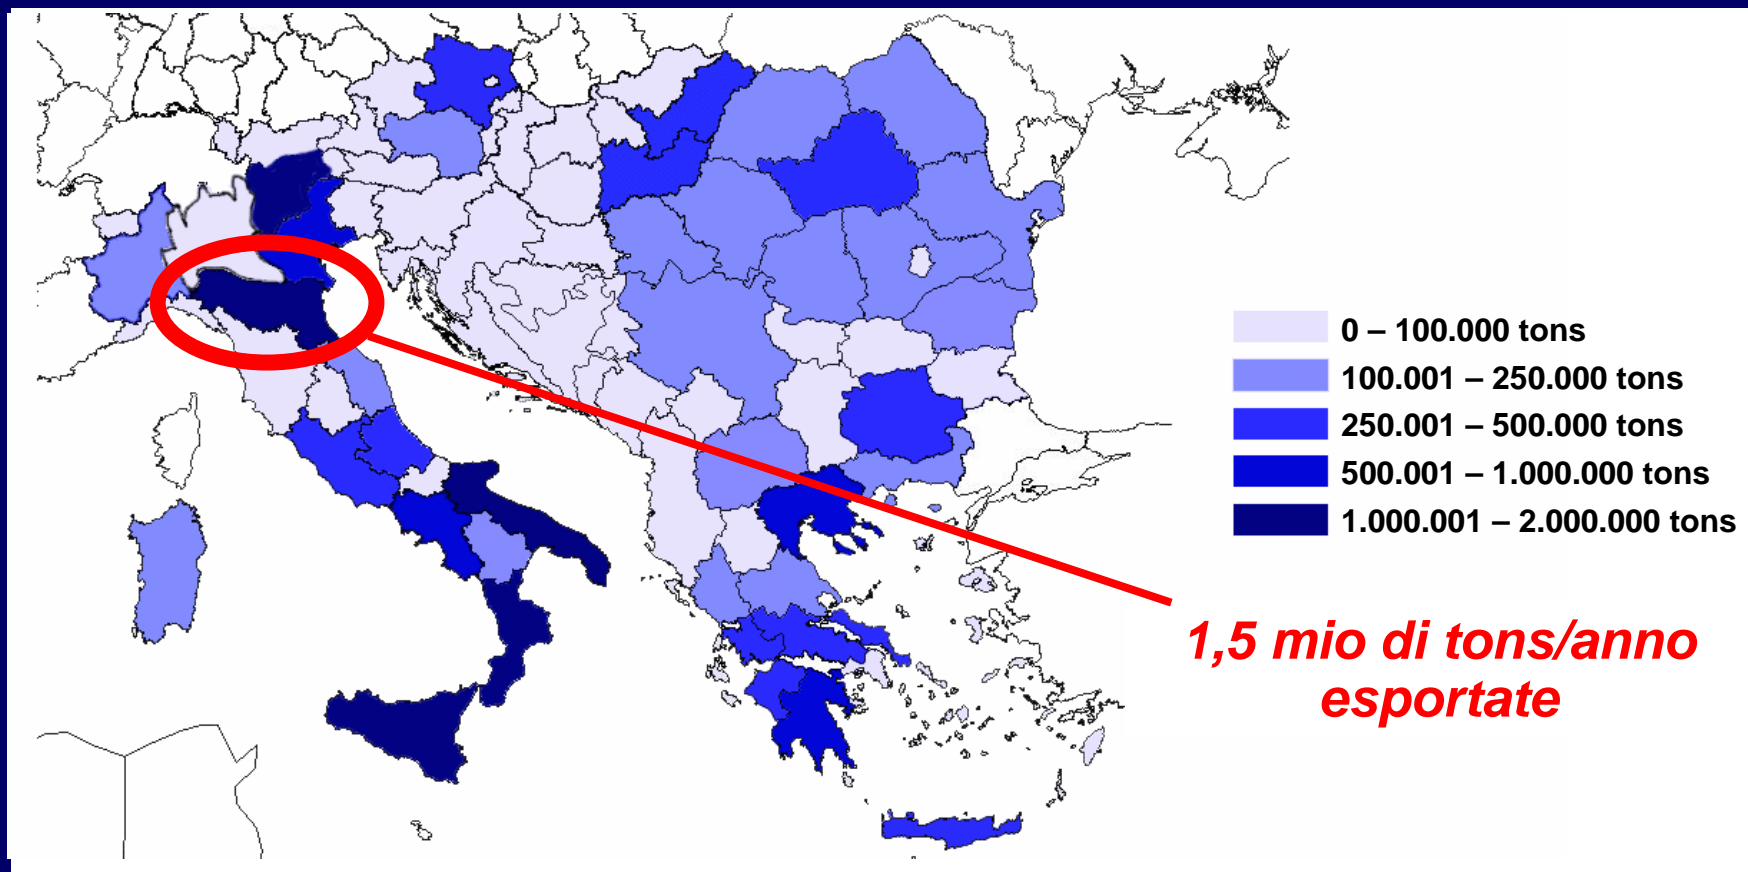 0 – 100.000 tons
100.001 – 250.000 tons
250.001 – 500.000 tons
500.001 – 1.000.000 tons
1.000.001 – 2.000.000 tons
1,5 mio di tons/anno
esportate